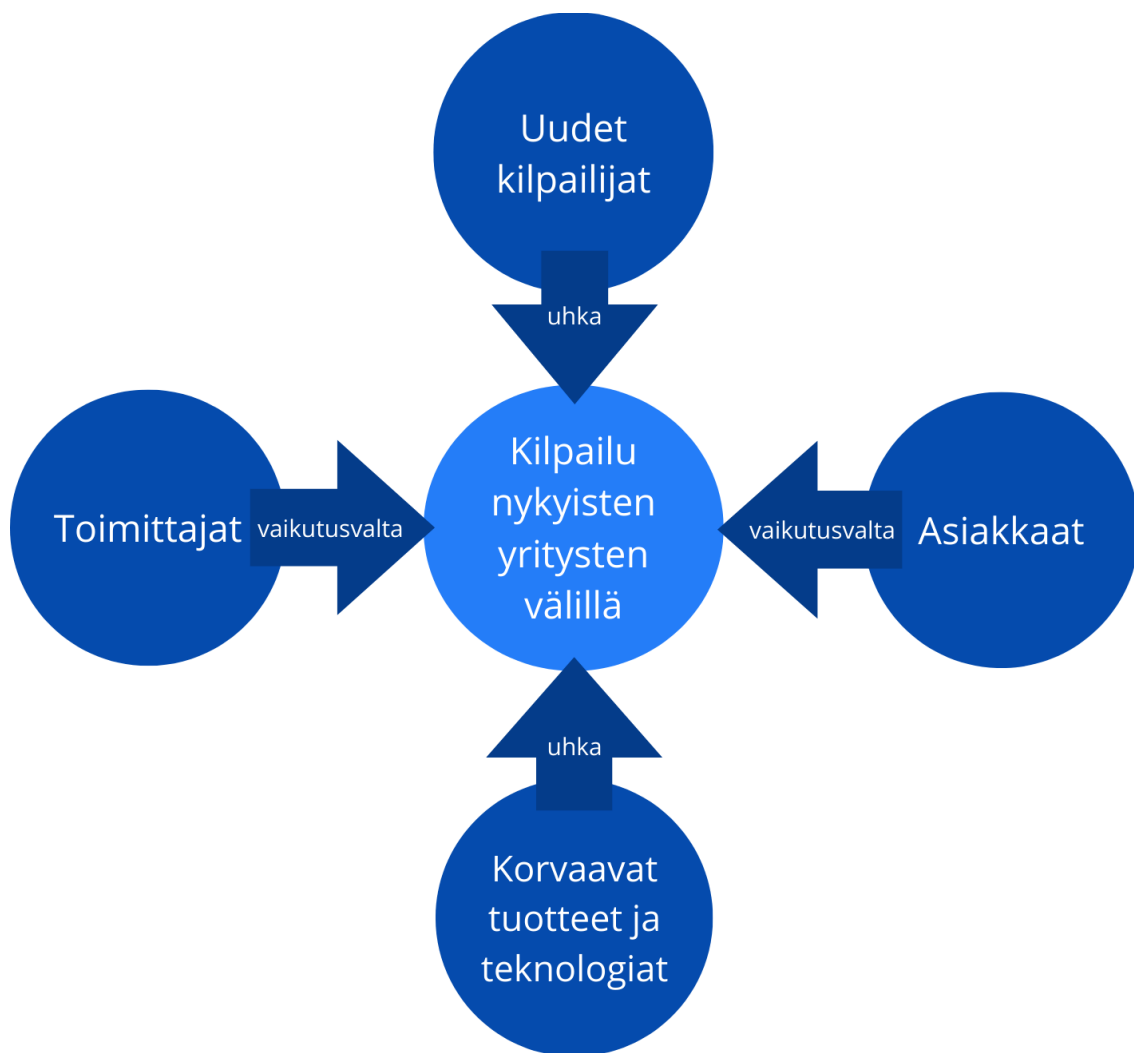 Uudet
kilpailijat
uhka
Toimittajat
vaikutusvalta
Kilpailu
nykyisten
yritysten
välillä
vaikutusvalta
Asiakkaat
uhka
Korvaavat
tuotteet ja
teknologiat